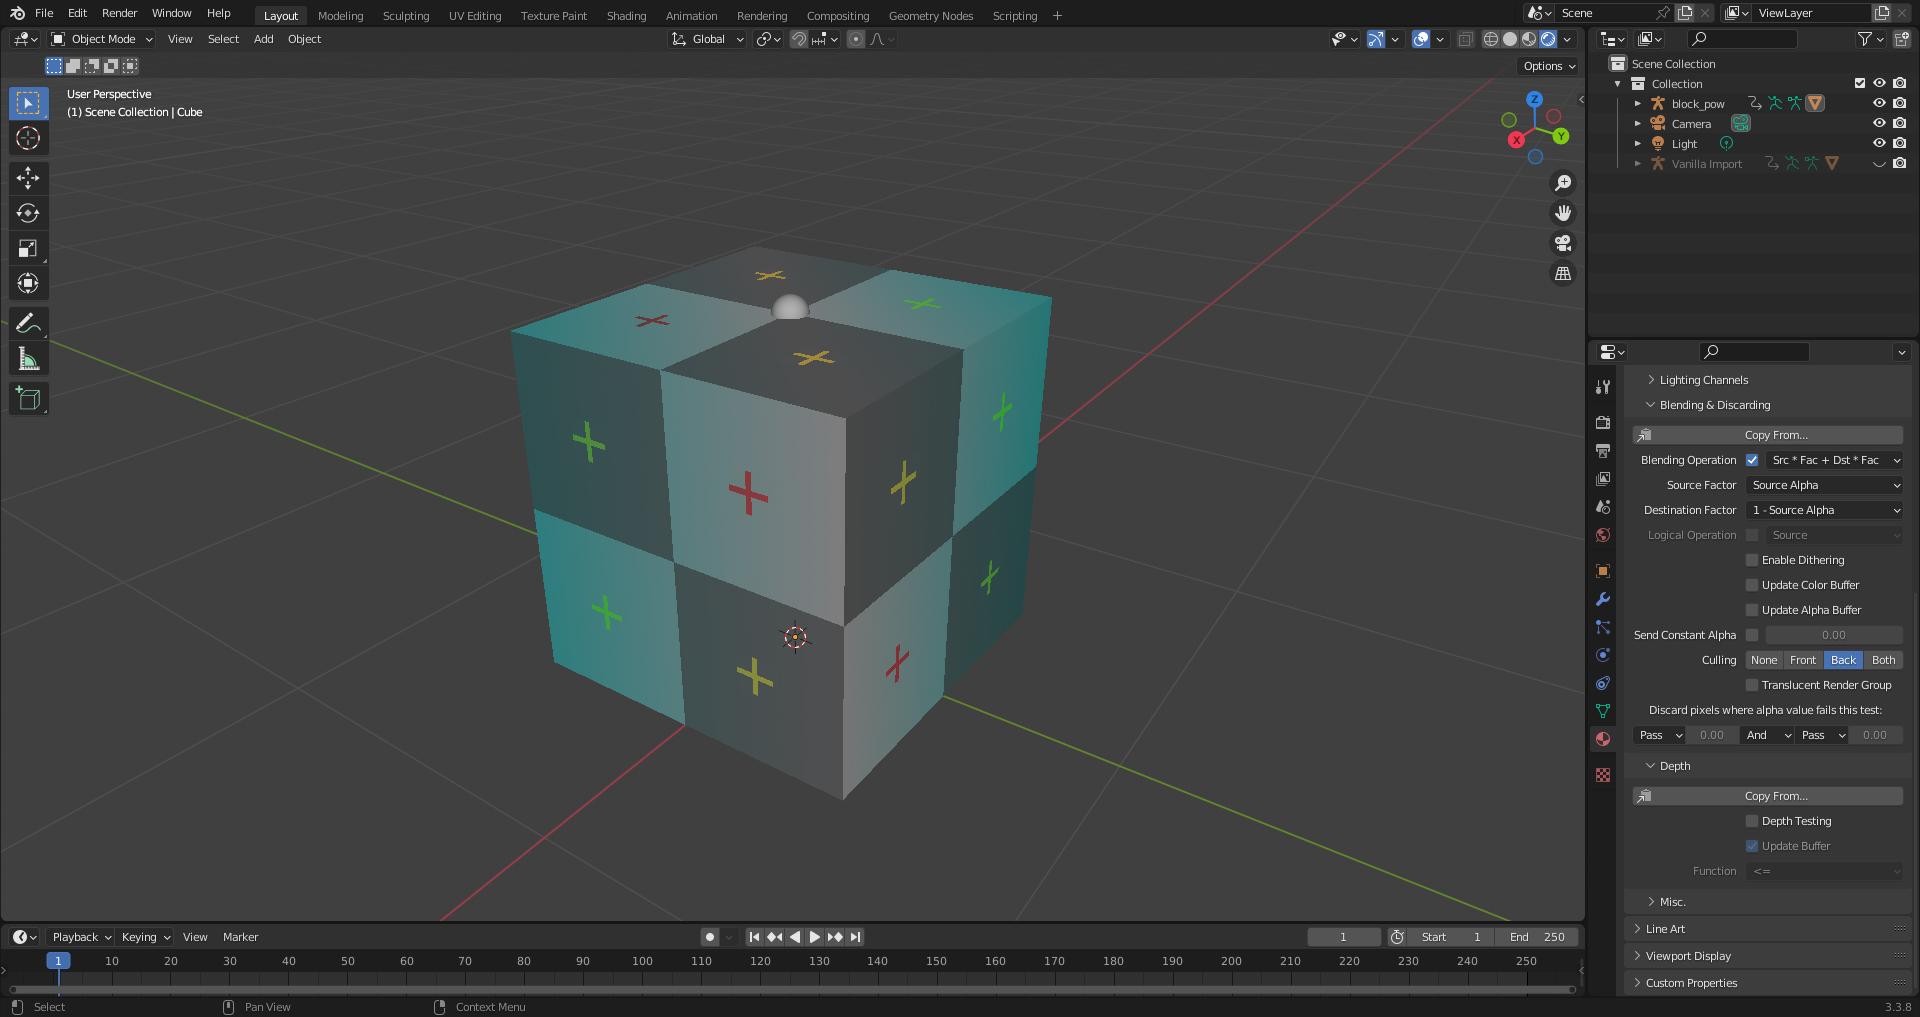 File Edit Render Window Help Layout Modeling Sculpting UV Editing Texture Paint Shading Animation Rendering Compositing Geometry Nodes Scripting + Scene ViewLayer
Object Mode View Select Add Object Global
Options
User Perspective
(1) Scene Collection | Cube
Z
Y
X
Scene Collection
Collection
block_pow
Camera
Light
Vanilla Import
Lighting Channels
Blending & Discarding
Copy From...
Blending Operation Src * Fac + Dst * Fac
Source Factor Source Alpha
Destination Factor 1 - Source Alpha
Logical Operation Source
Enable Dithering
Update Color Buffer
Update Alpha Buffer
Send Constant Alpha 0.00
Culling None Front Back Both
Translucent Render Group
Discard pixels where alpha value fails this test:
Pass 0.00 And Pass 0.00
Depth
Copy From...
Depth Testing
Update Buffer
Function <=
Misc.
Line Art
Viewport Display
Custom Properties
Playback Keying View Marker 1 Start 1 End 250
1 10 20 30 40 50 60 70 80 90 100 110 120 130 140 150 160 170 180 190 200 210 220 230 240 250
Select Pan View Context Menu 3.3.8